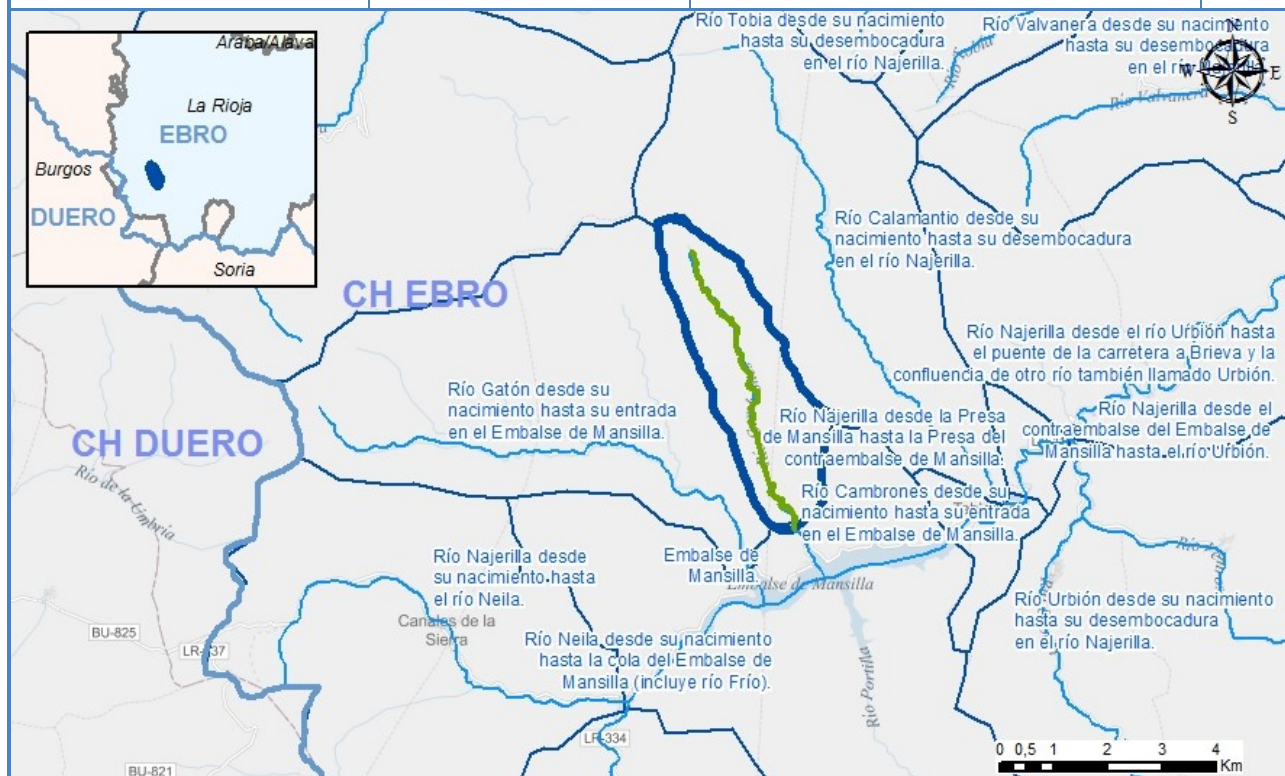 Araba/Álava
La Rioja
EBRO
Burgos
DUERO
Soria
Río Tobia desde su nacimiento
hasta su desembocadura
en el río Najerilla.
Río Tobia
Río Valvanera desde su nacimiento
hasta su desembocadura
en el río
Río Valvanera
N
W
E
S
Río Calamantio desde su
nacimiento hasta su desembocadura
en el río Najerilla.
CH EBRO
CH DUERO
Río Najerilla desde el río Urbión hasta
el puente de la carretera a Brieva y la
confluencia de otro río también llamado Urbión.
Río Gatón desde su
nacimiento hasta su entrada
en el Embalse de Mansilla.
Río Najerilla desde la Presa
de Mansilla hasta la Presa del
contraembalse de Mansilla.
Río Najerilla desde el
contraembalse del Embalse de
Mansilla hasta el río Urbión.
Río de la Umbría
Río Cambrones desde su
nacimiento hasta su entrada
en el Embalse de Mansilla.
Río Najerilla desde
su nacimiento hasta
el río Neila.
Embalse de
Mansilla.
Embalse de Mansilla
Río Urbión desde su nacimiento
hasta su desembocadura
en el río Najerilla.
Canales de la
Sierra
BU-825
Río Neila desde su nacimiento
hasta la cola del Embalse de
Mansilla (incluye río Frío).
Río Portilla
LR-334
BU-821
0 0,5 1 2 3 4
Km